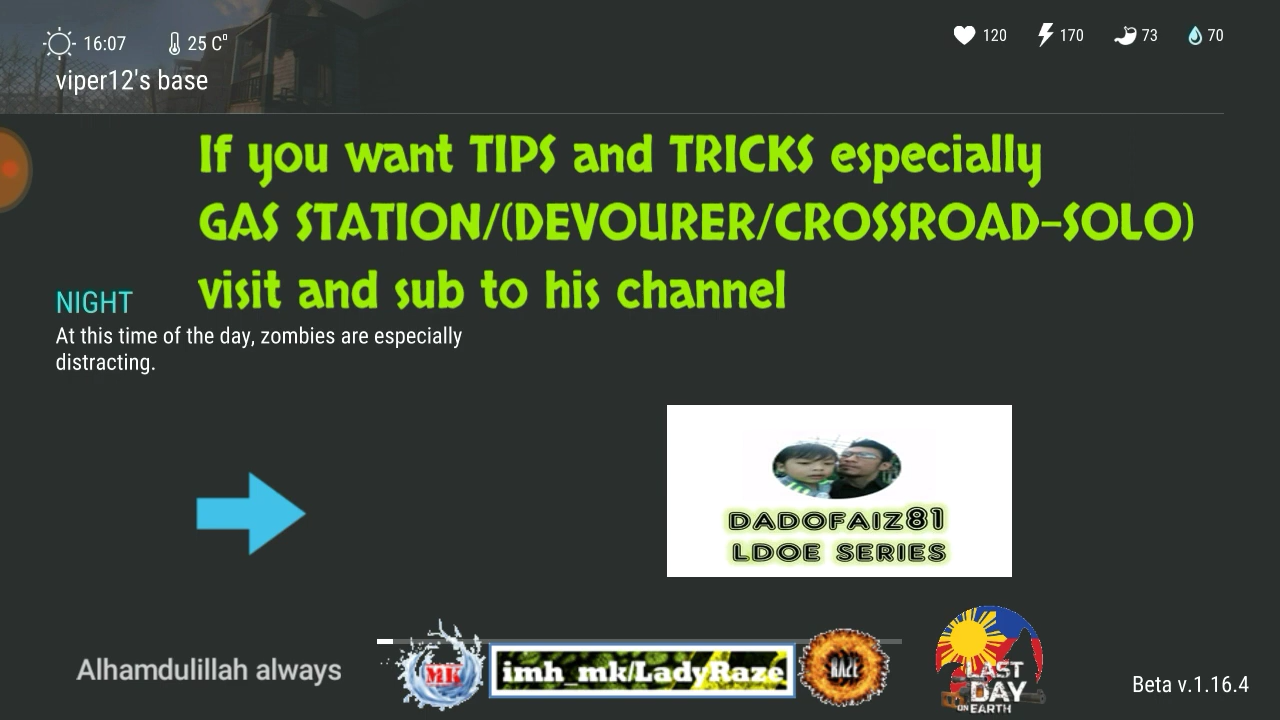 16:07 25 Cº 120 170 73 70
viper12's base
If you want TIPS and TRICKS especially
GAS STATION/(DEVOURER/CROSSROAD-SOLO)
visit and sub to his channel
NIGHT
At this time of the day, zombies are especially
distracting.
DADOFAIZ81
LDOE SERIES
Alhamdulillah always
MK
imh_mk/LadyRaze
RAZE
LAST
DAY
ON EARTH
Beta v.1.16.4